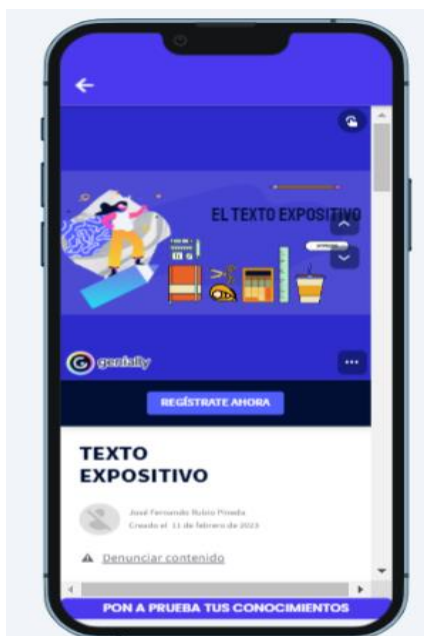 EL TEXTO EXPOSITIVO
genially
REGÍSTRATE AHORA
TEXTO
EXPOSITIVO
José Fernando Rubio Pineda
Creado el 11 de febrero de 2023
Denunciar contenido
PON A PRUEBA TUS CONOCIMIENTOS